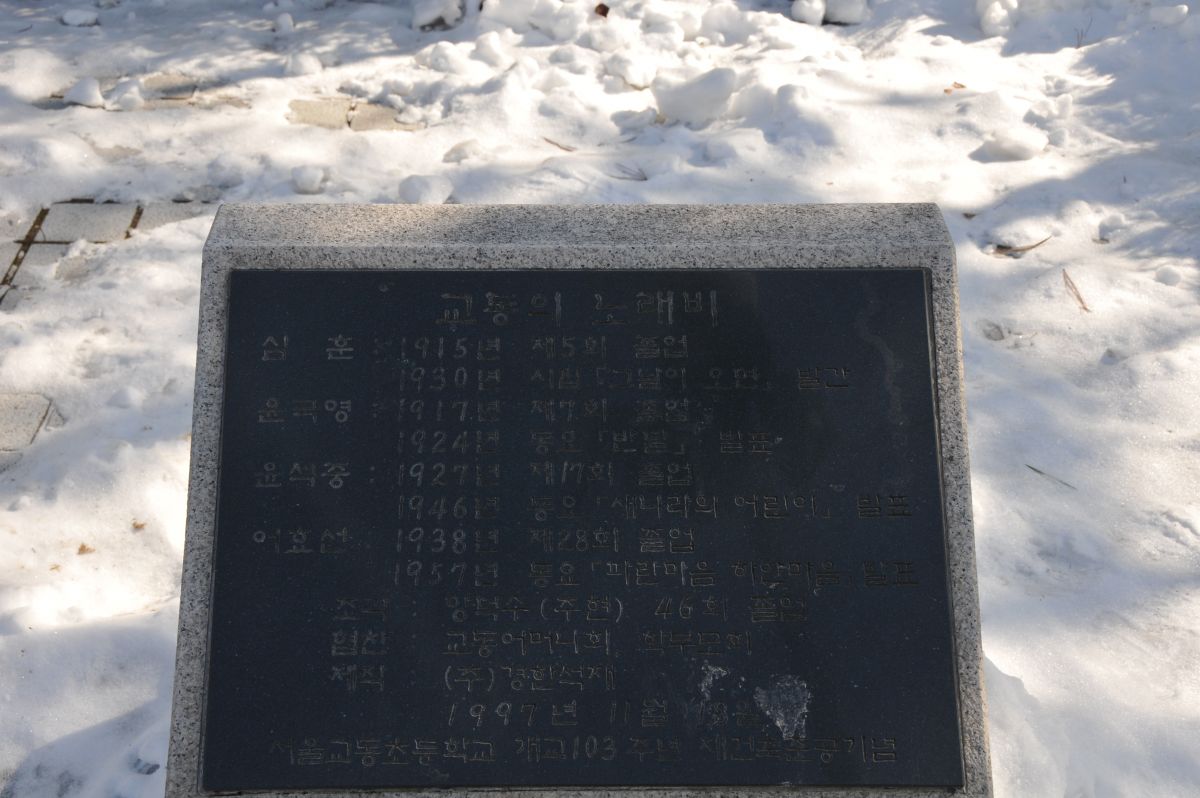 교동의 노래비
심 훈 : 1915년 제5회 졸업
1930년 시집 「그날이 오면」 발간
윤극영 : 1917년 제7회 졸업
1924년 동요 「반달」 발표
윤석중 : 1927년 제17회 졸업
1946년 동요 「새나라의 어린이」 발표
어효선 : 1938년 제28회 졸업
1957년 동요 「파란마음 하얀마음」 발표
조각 : 양덕수 (주현) 46회 졸업
협찬 교동어머니회, 학부모회
제작 (주)경한석재
1997년 11월 18일
서울교동초등학교 개교103주년 재건축준공기념